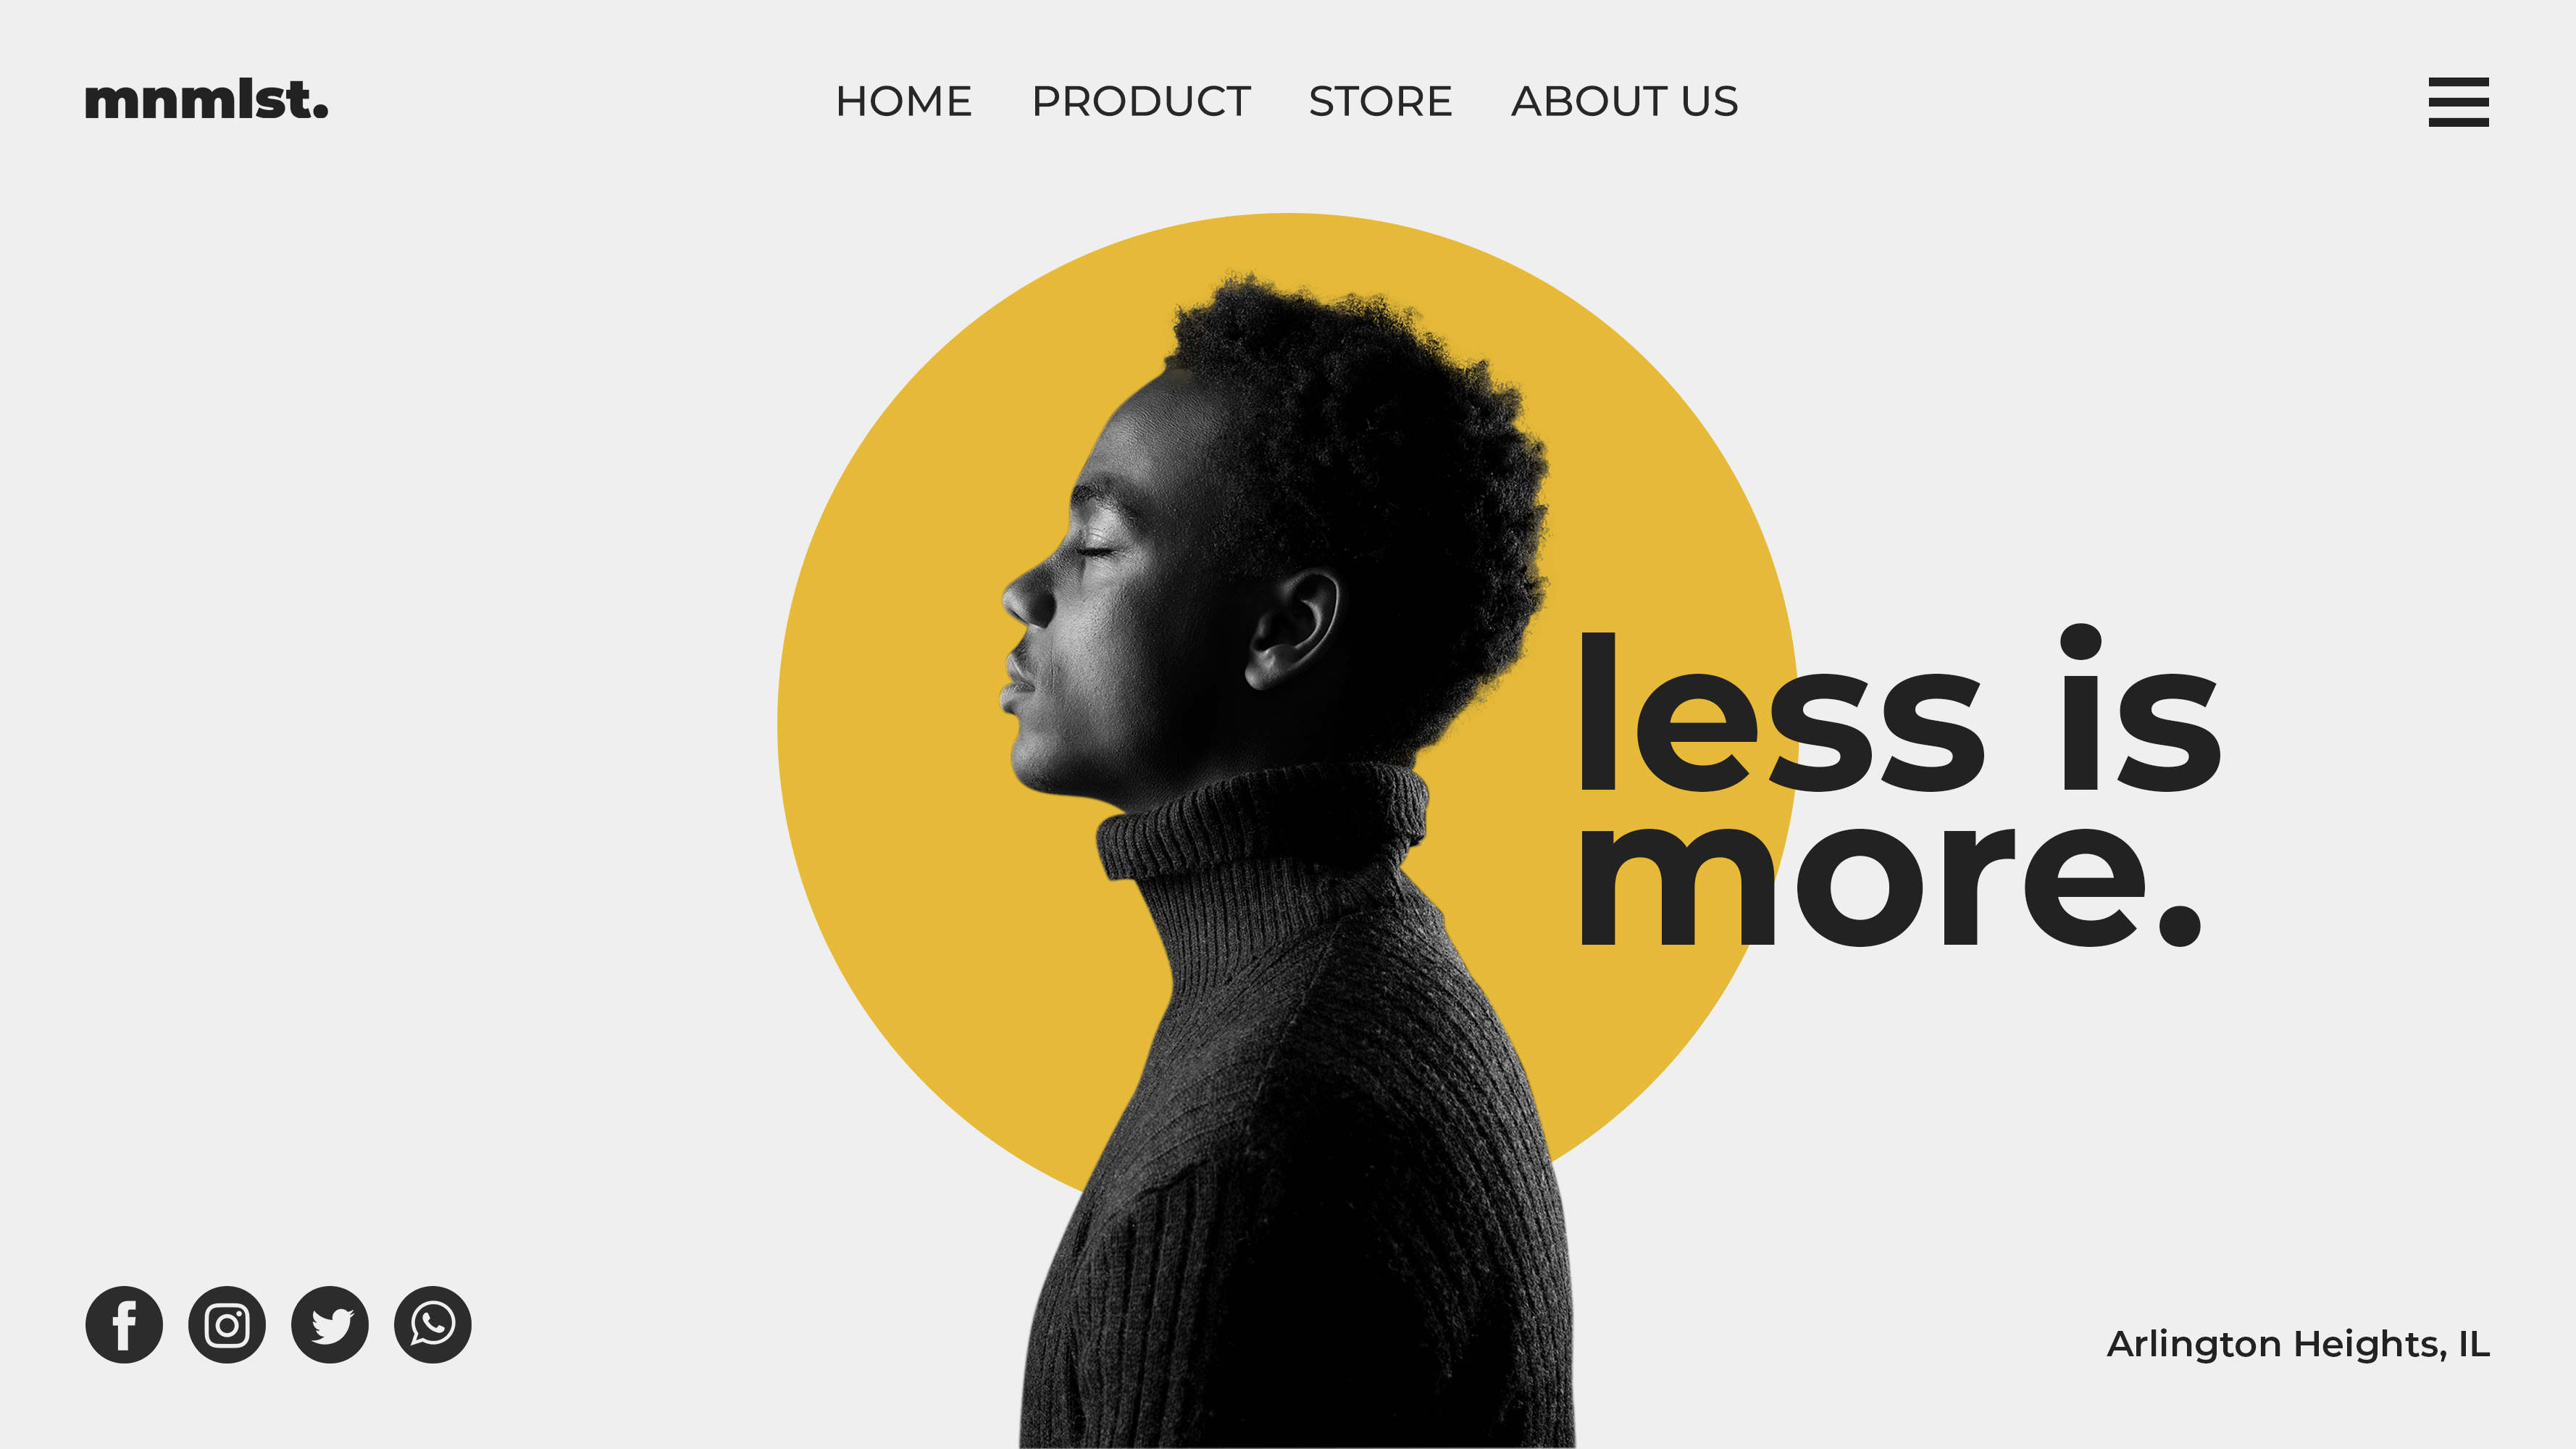 mnmlst.
HOME PRODUCT STORE ABOUT US
less is
more.
Arlington Heights, IL